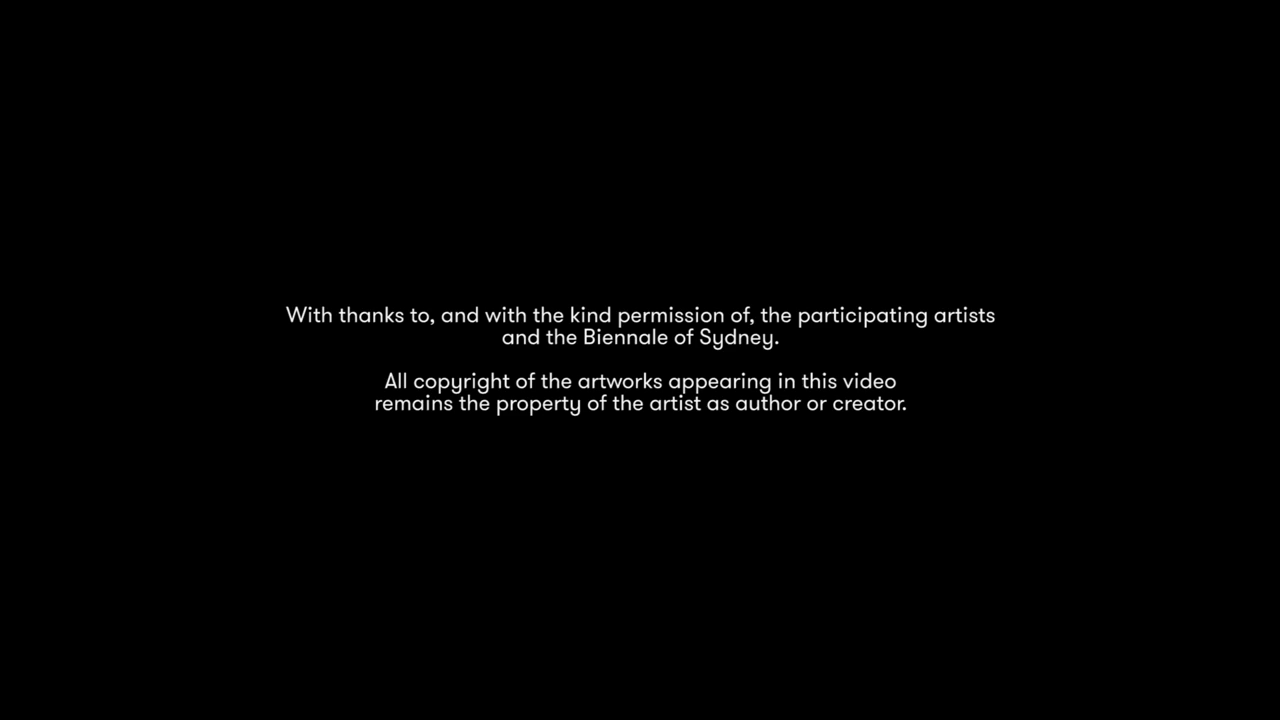 With thanks to, and with the kind permission of, the participating artists
and the Biennale of Sydney.
All copyright of the artworks appearing in this video
remains the property of the artist as author or creator.